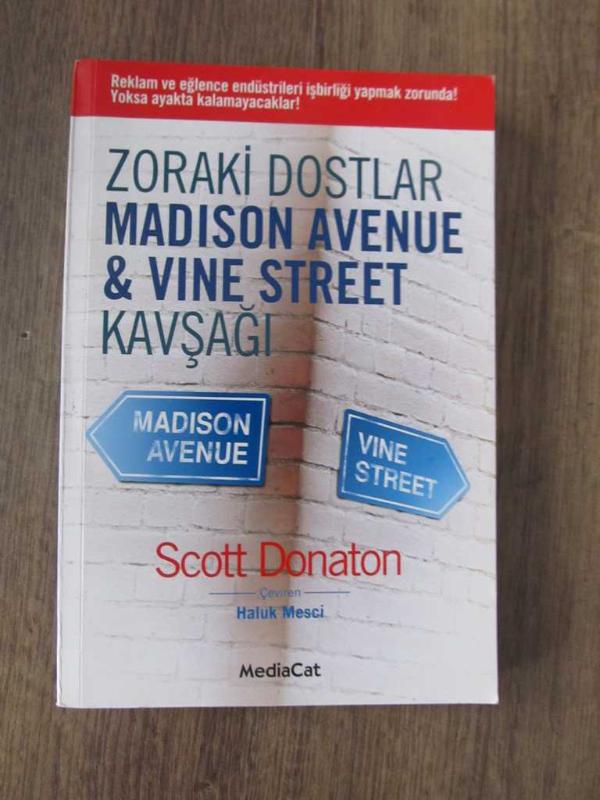 Reklam ve eğlence endüstrileri işbirliği yapmak zorunda!
Yoksa ayakta kalamayacaklar!
ZORAKİ DOSTLAR
MADISON AVENUE
& VINE STREET
KAVŞAĞI
MADISON
AVENUE
VINE
STREET
Scott Donaton
Çeviren
Haluk Mesci
MediaCat